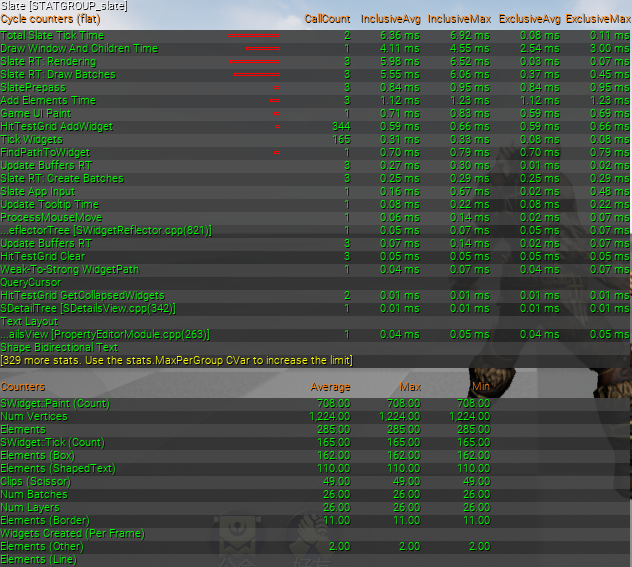 Slate [STATGROUP_slate]
Cycle counters (flat) CallCount InclusiveAvg InclusiveMax ExclusiveAvg ExclusiveMax
Total Slate Tick Time 2 6.36 ms 6.92 ms 0.08 ms 0.11 ms
Draw Window And Children Time 1 4.11 ms 4.55 ms 2.54 ms 3.00 ms
Slate RT: Rendering 3 5.98 ms 6.52 ms 0.03 ms 0.07 ms
Slate RT: Draw Batches 3 5.55 ms 6.06 ms 0.37 ms 0.45 ms
SlatePrepass 3 0.84 ms 0.95 ms 0.84 ms 0.95 ms
Add Elements Time 3 1.12 ms 1.23 ms 1.12 ms 1.23 ms
Game UI Paint 1 0.71 ms 0.83 ms 0.59 ms 0.69 ms
HitTestGrid AddWidget 344 0.59 ms 0.66 ms 0.59 ms 0.66 ms
Tick Widgets 165 0.31 ms 0.33 ms 0.08 ms 0.08 ms
FindPathToWidget 1 0.70 ms 0.79 ms 0.70 ms 0.79 ms
Update Buffers RT 3 0.27 ms 0.30 ms 0.01 ms 0.02 ms
Slate RT: Create Batches 3 0.25 ms 0.29 ms 0.25 ms 0.29 ms
Slate App Input 1 0.16 ms 0.67 ms 0.02 ms 0.48 ms
Update Tooltip Time 1 0.08 ms 0.22 ms 0.08 ms 0.22 ms
ProcessMouseMove 1 0.06 ms 0.14 ms 0.02 ms 0.07 ms
...eflectorTree [SWidgetReflector.cpp(821)] 1 0.05 ms 0.07 ms 0.05 ms 0.07 ms
Update Buffers RT 3 0.07 ms 0.14 ms 0.02 ms 0.07 ms
HitTestGrid Clear 3 0.05 ms 0.05 ms 0.05 ms 0.05 ms
Weak-To-Strong WidgetPath 1 0.04 ms 0.07 ms 0.04 ms 0.07 ms
QueryCursor
HitTestGrid GetCollapsedWidgets 2 0.01 ms 0.01 ms 0.01 ms 0.01 ms
SDetailTree [SDetailsView.cpp(342)] 1 0.01 ms 0.01 ms 0.01 ms 0.01 ms
Text Layout
...ailsView [PropertyEditorModule.cpp(263)] 1 0.04 ms 0.05 ms 0.04 ms 0.05 ms
Shape Bidirectional Text
[329 more stats. Use the stats.MaxPerGroup CVar to increase the limit]
Counters Average Max Min
SWidget::Paint (Count) 708.00 708.00 708.00
Num Vertices 1,224.00 1,224.00 1,224.00
Elements 285.00 285.00 285.00
SWidget::Tick (Count) 165.00 165.00 165.00
Elements (Box) 162.00 162.00 162.00
Elements (ShapedText) 110.00 110.00 110.00
Clips (Scissor) 49.00 49.00 49.00
Num Batches 26.00 26.00 26.00
Num Layers 26.00 26.00 26.00
Elements (Border) 11.00 11.00 11.00
Widgets Created (Per Frame)
Elements (Other) 2.00 2.00 2.00
Elements (Line)